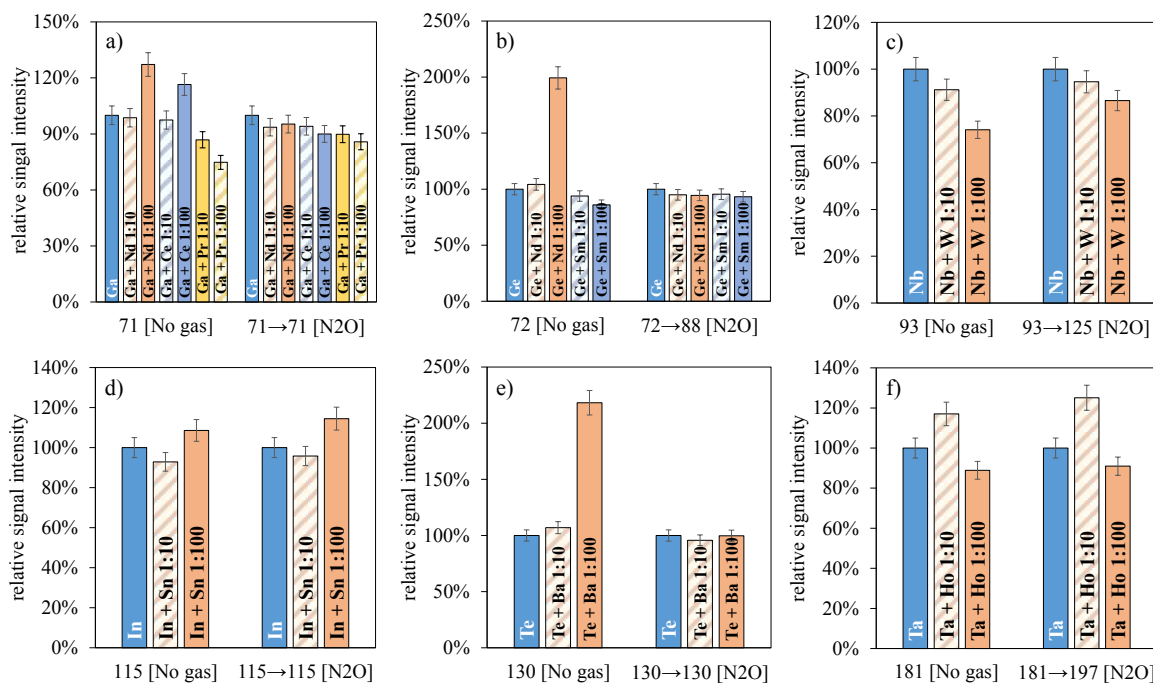 a)
relative singal intensity
150%
120%
90%
60%
30%
0%
Ga
Ga + Nd 1:10
Ga + Nd 1:100
Ga + Ce 1:10
Ga + Ce 1:100
Ga + Pr 1:10
Ga + Pr 1:100
Ga
Ga + Nd 1:10
Ga + Nd 1:100
Ga + Ce 1:10
Ga + Ce 1:100
Ga + Pr 1:10
Ga + Pr 1:100
71 [No gas]
71→71 [N2O]
b)
relative signal intensity
250%
200%
150%
100%
50%
0%
Ge
Ge + Nd 1:10
Ge + Nd 1:100
Ge + Sm 1:10
Ge + Sm 1:100
Ge
Ge + Nd 1:10
Ge + Nd 1:100
Ge + Sm 1:10
Ge + Sm 1:100
72 [No gas]
72→88 [N2O]
c)
relative signal intensity
120%
100%
80%
60%
40%
20%
0%
Nb
Nb + W 1:10
Nb + W 1:100
Nb
Nb + W 1:10
Nb + W 1:100
93 [No gas]
93→125 [N2O]
d)
relative signal intensity
140%
120%
100%
80%
60%
40%
20%
0%
In
In + Sn 1:10
In + Sn 1:100
In
In + Sn 1:10
In + Sn 1:100
115 [No gas]
115→115 [N2O]
e)
relative signal intensity
250%
200%
150%
100%
50%
0%
Te
Te + Ba 1:10
Te + Ba 1:100
Te
Te + Ba 1:10
Te + Ba 1:100
130 [No gas]
130→130 [N2O]
f)
relative signal intensity
140%
120%
100%
80%
60%
40%
20%
0%
Ta
Ta + Ho 1:10
Ta + Ho 1:100
Ta
Ta + Ho 1:10
Ta + Ho 1:100
181 [No gas]
181→197 [N2O]